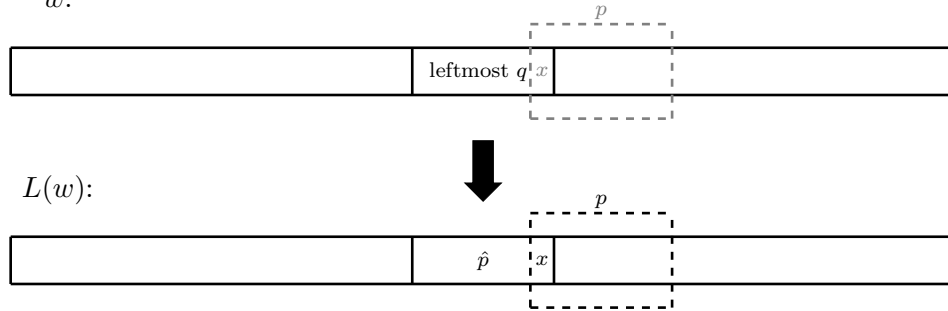 w:
p
leftmost q x
L(w):
p
p̂ x